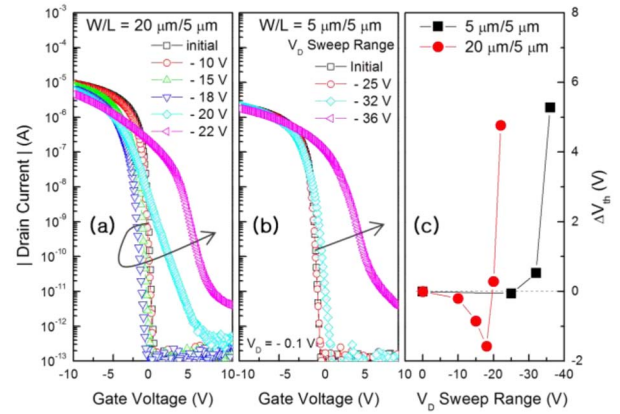 W/L = 20 μm/5 μm
initial
- 10 V
- 15 V
- 18 V
- 20 V
- 22 V
(a)
| Drain Current | (A)
10-3
10-4
10-5
10-6
10-7
10-8
10-9
10-10
10-11
10-12
10-13
-10
-5
0
5
Gate Voltage (V)
W/L = 5 μm/5 μm
VD Sweep Range
Initial
- 25 V
- 32 V
- 36 V
(b)
VD = - 0.1 V
-10
-5
0
5
10
Gate Voltage (V)
5 μm/5 μm
20 μm/5 μm
(c)
8
6
4
2
0
-2
ΔVth (V)
0
-10
-20
-30
-40
VD Sweep Range (V)